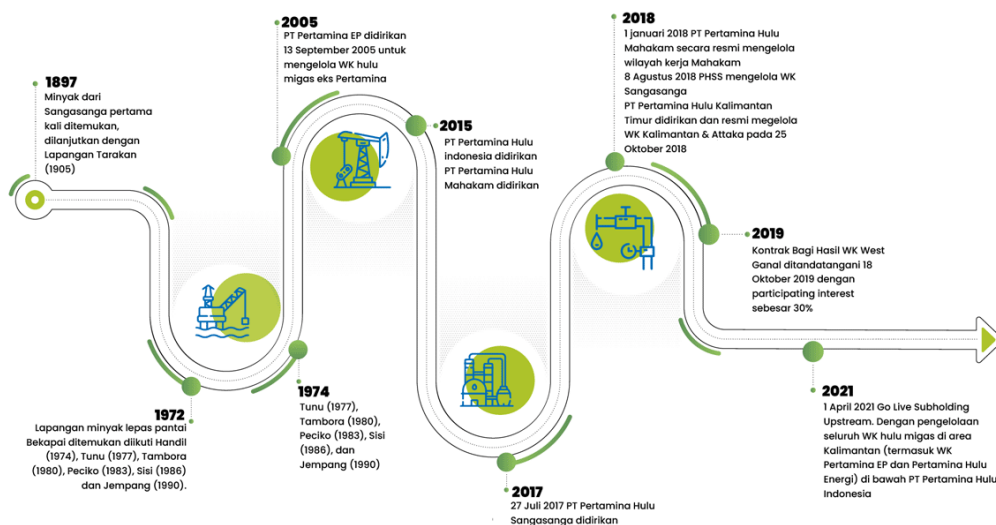 1897
Minyak dari
Sangasanga pertama
kali ditemukan,
dilanjutkan dengan
Lapangan Tarakan
(1905)
1972
Lapangan minyak lepas pantai
Bekapai ditemukan diikuti Handil
(1974), Tunu (1977), Tambora
(1980), Peciko (1983), Sisi (1986)
dan Jempang (1990).
1974
Tunu (1977),
Tambora (1980),
Peciko (1983), Sisi
(1986), dan
Jempang (1990)
2005
PT Pertamina EP didirikan
13 September 2005 untuk
mengelola WK hulu
migas eks Pertamina
2015
PT Pertamina Hulu
indonesia didirikan
PT Pertamina Hulu
Mahakam didirikan
2017
27 Juli 2017 PT Pertamina Hulu
Sangasanga didirikan
2018
1 januari 2018 PT Pertamina Hulu
Mahakam secara resmi mengelola
wilayah kerja Mahakam
8 Agustus 2018 PHSS mengelola WK
Sangasanga
PT Pertamina Hulu Kalimantan
Timur didirikan dan resmi megelola
WK Kalimantan & Attaka pada 25
Oktober 2018
2019
Kontrak Bagi Hasil WK West
Ganal ditandatangani 18
Oktober 2019 dengan
participating interest
sebesar 30%
2021
1 April 2021 Go Live Subholding
Upstream. Dengan pengelolaan
seluruh WK hulu migas di area
Kalimantan (termasuk WK
Pertamina EP dan Pertamina Hulu
Energi) di bawah PT Pertamina Hulu
Indonesia